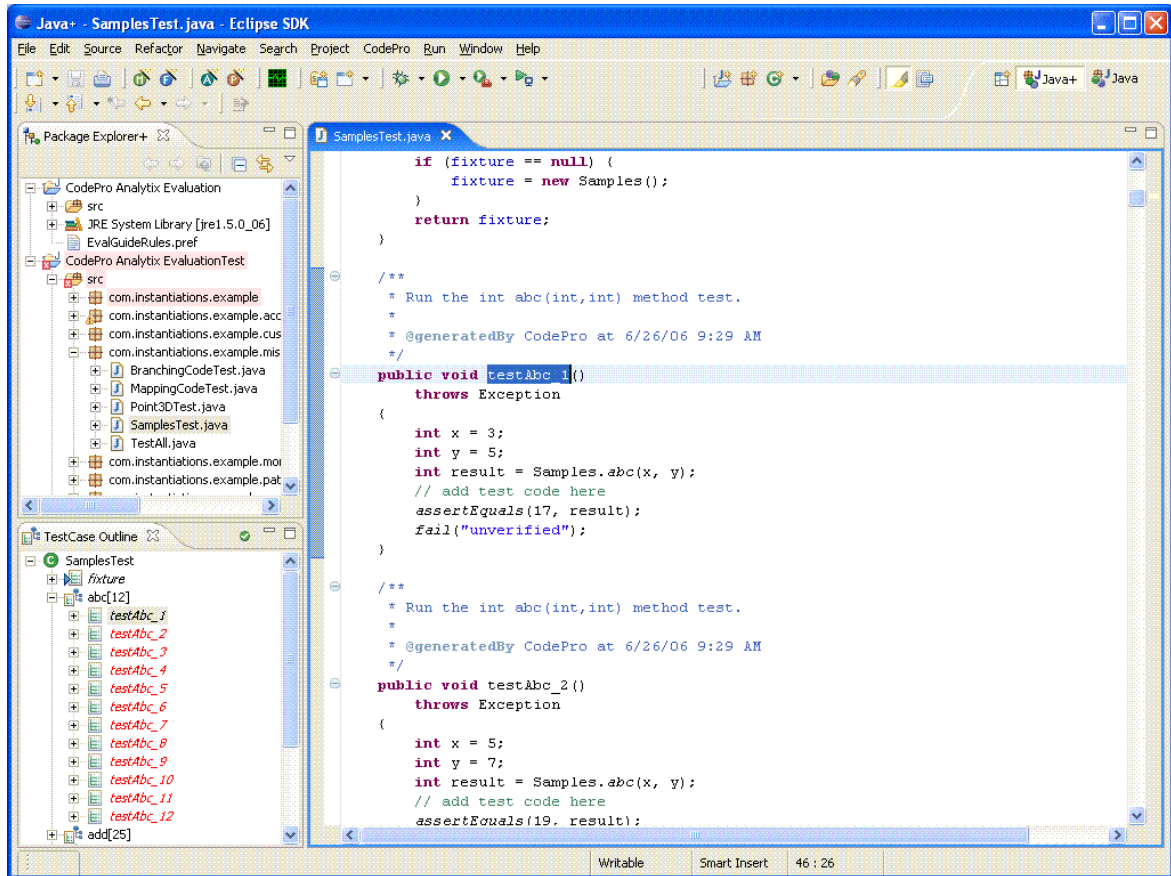 Java+ - SamplesTest.java - Eclipse SDK
File Edit Source Refactor Navigate Search Project CodePro Run Window Help
Java+ Java
Package Explorer+
CodePro Analytix Evaluation
src
JRE System Library [jre1.5.0_06]
EvalGuideRules.pref
CodePro Analytix EvaluationTest
src
com.instantiations.example
com.instantiations.example.acc
com.instantiations.example.cus
com.instantiations.example.mis
BranchingCodeTest.java
MappingCodeTest.java
Point3DTest.java
SamplesTest.java
TestAll.java
com.instantiations.example.mor
com.instantiations.example.pat
TestCase Outline
SamplesTest
fixture
abc[12]
testAbc_1
testAbc_2
testAbc_3
testAbc_4
testAbc_5
testAbc_6
testAbc_7
testAbc_8
testAbc_9
testAbc_10
testAbc_11
testAbc_12
add[25]
SamplesTest.java
if (fixture == null) {
fixture = new Samples();
}
return fixture;
}
/**
* Run the int abc(int,int) method test.
*
* @generatedBy CodePro at 6/26/06 9:29 AM
*/
public void testAbc_1()
throws Exception
{
int x = 3;
int y = 5;
int result = Samples.abc(x, y);
// add test code here
assertEquals(17, result);
fail("unverified");
}
/**
* Run the int abc(int,int) method test.
*
* @generatedBy CodePro at 6/26/06 9:29 AM
*/
public void testAbc_2()
throws Exception
{
int x = 5;
int y = 7;
int result = Samples.abc(x, y);
// add test code here
assertEquals(19, result);
Writable Smart Insert 46 : 26